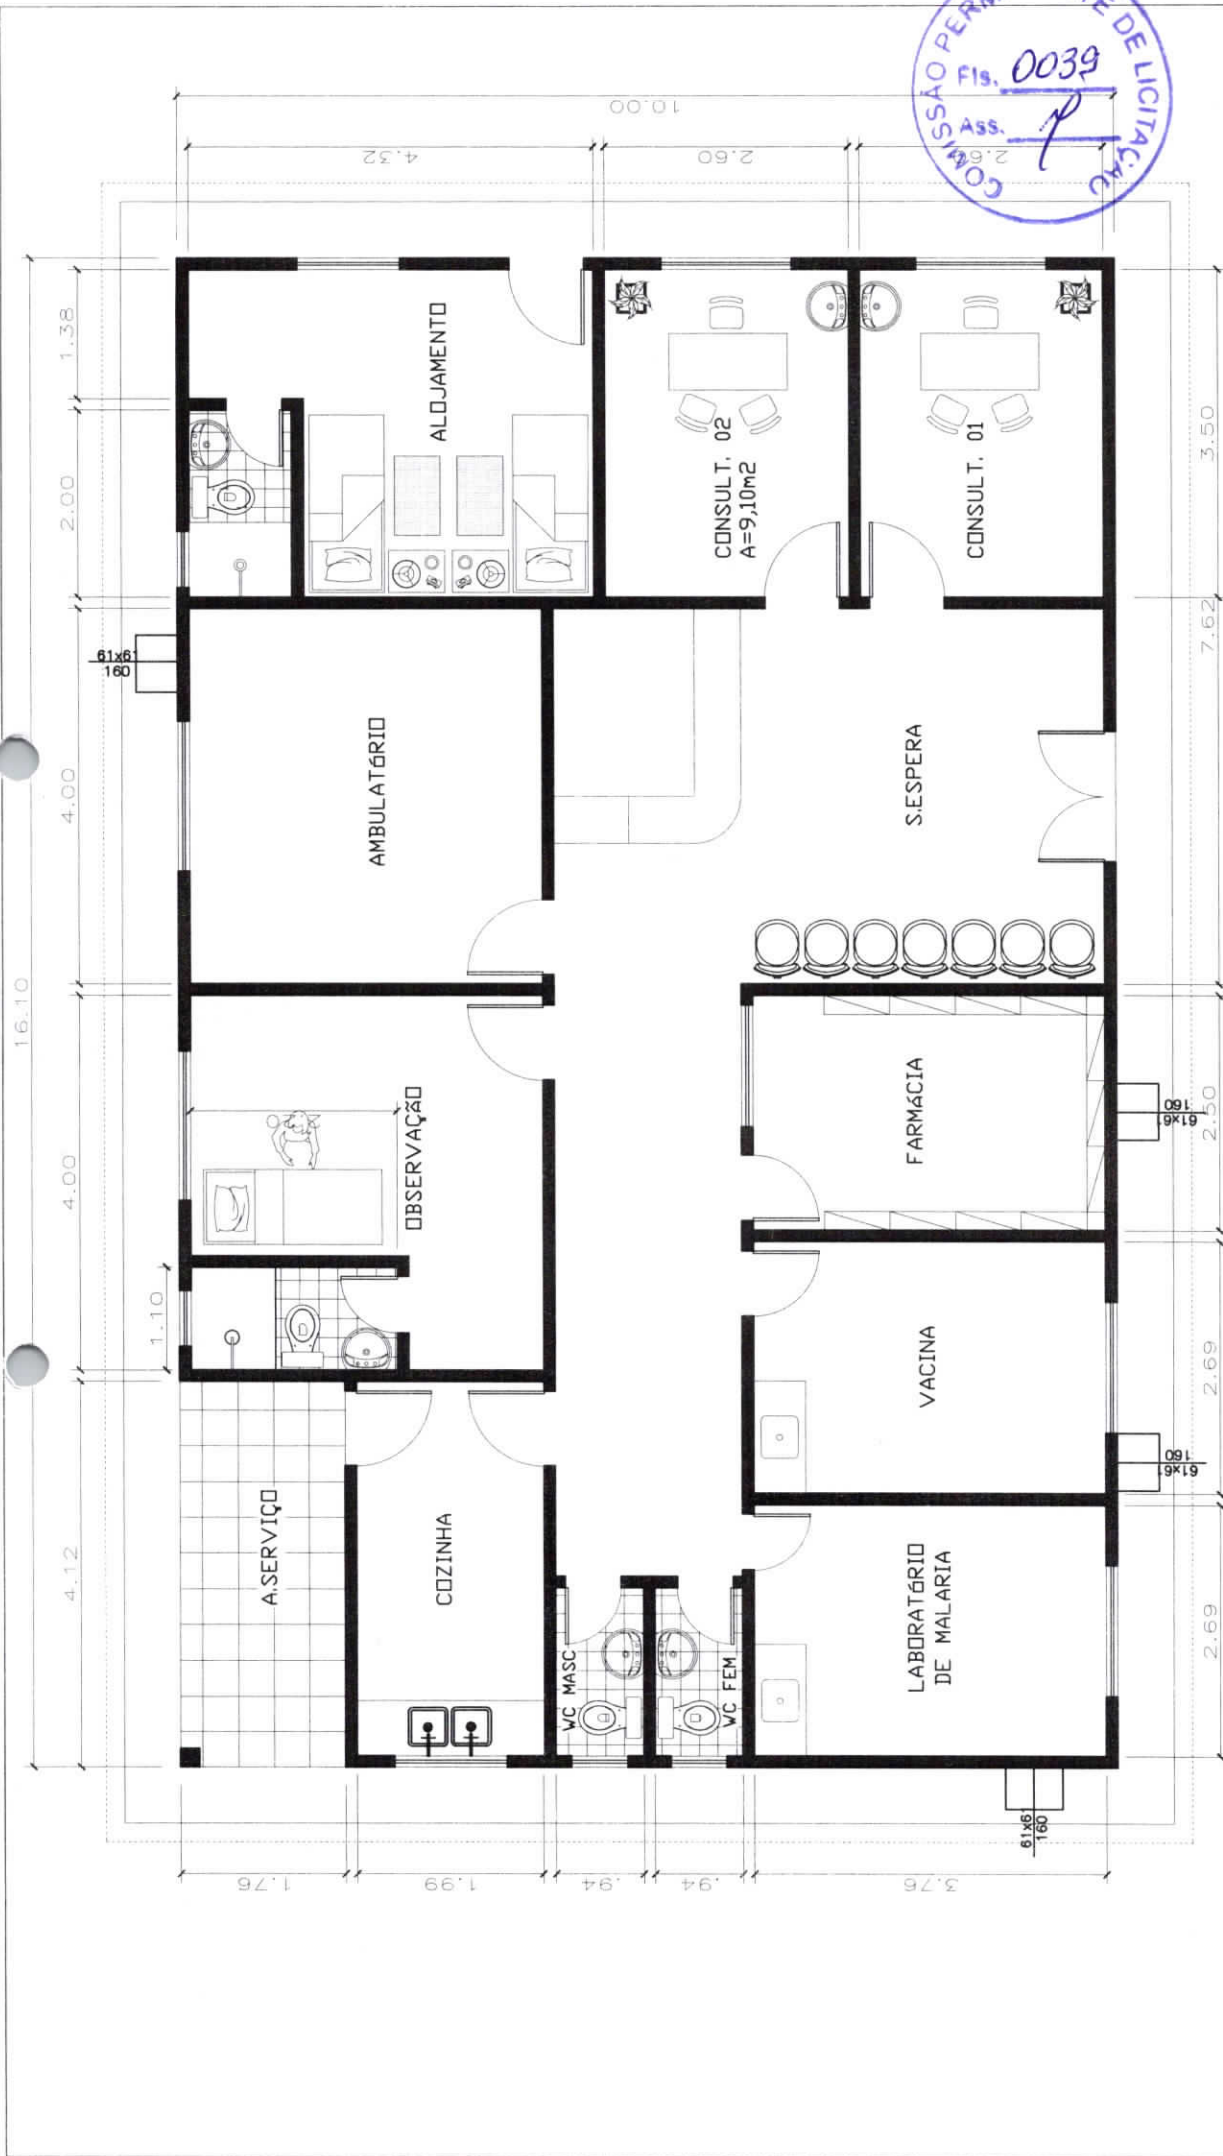 COMISSÃO PERM E DE LICITAÇÃO
Fls. 0039
Ass.
10.00
4.32
2.60
2.60
16.10
1.38
2.00
4.00
4.00
1.10
4.12
3.50
7.62
2.50
2.69
2.69
1.76
1.99
.94
.94
3.76
ALOJAMENTO
CONSULT. 02
A=9,10m2
CONSULT. 01
61x61
160
AMBULATóRIO
S.ESPERA
OBSERVAÇÃO
FARMáCIA
61x61
160
VACINA
61x61
160
A.SERVIÇO
COZINHA
WC MASC
WC FEM
LABORATóRIO
DE MALARIA
61x61
160